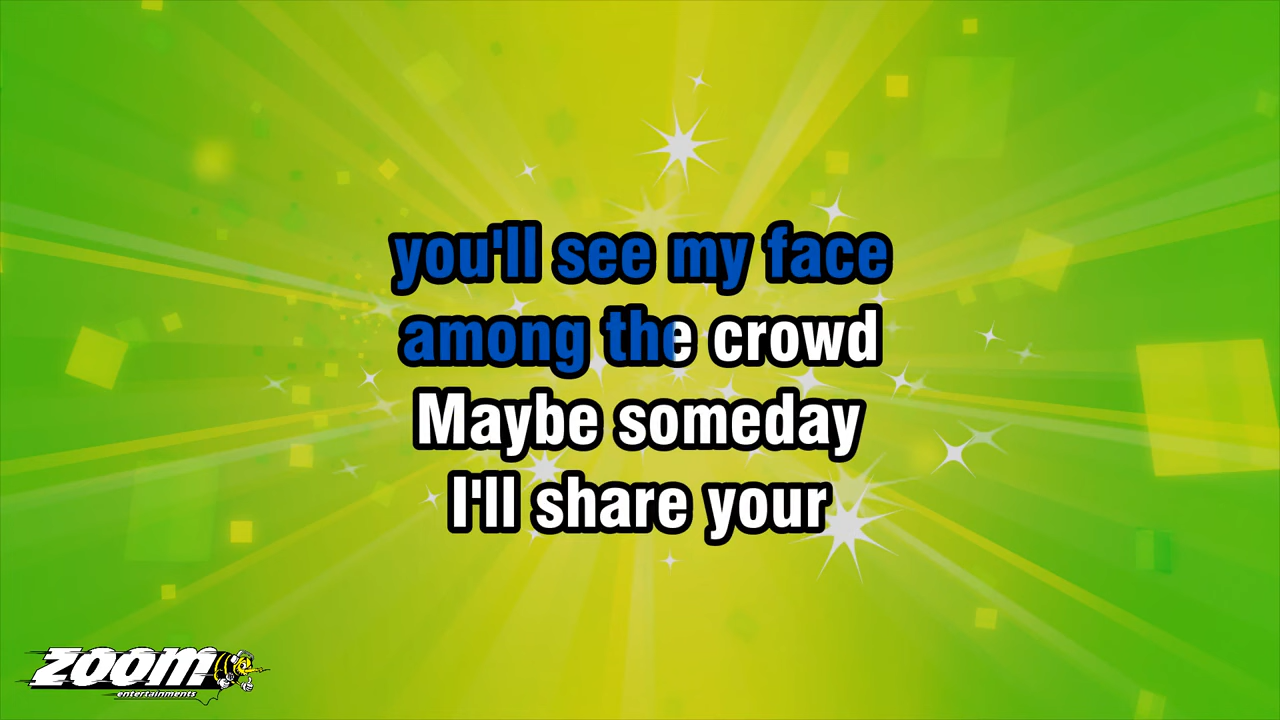 you'll see my face
among the crowd
Maybe someday
I'll share your
zoom
entertainments